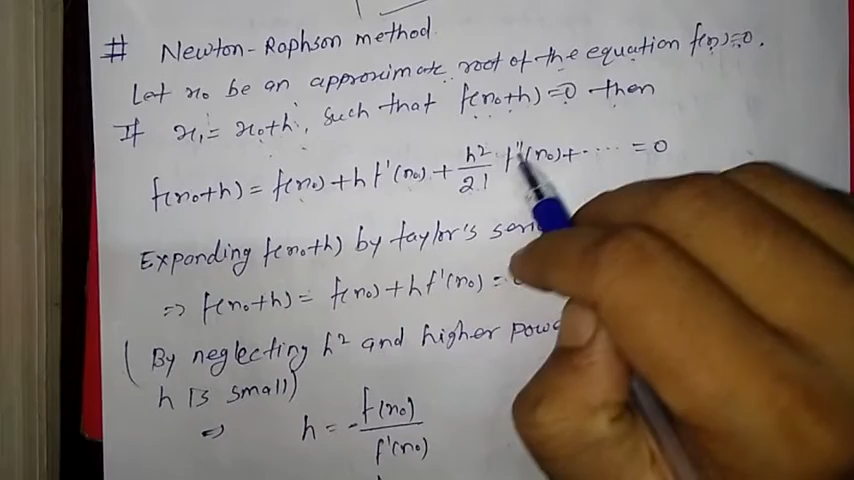 # Newton-Raphson method.
Let x₀ be an approximate root of the equation f(x)=0.
If x₁ = x₀+h, such that f(x₀+h)=0 then
f(x₀+h) = f(x₀) + h f'(x₀) + h²/2! f''(x₀) + ---- = 0
Expanding f(x₀+h) by taylor's
⇒ f(x₀+h) = f(x₀) + h f'(x₀) =
(By neglecting h² and higher
h is small)
⇒ h = - f(x₀)/f'(x₀)